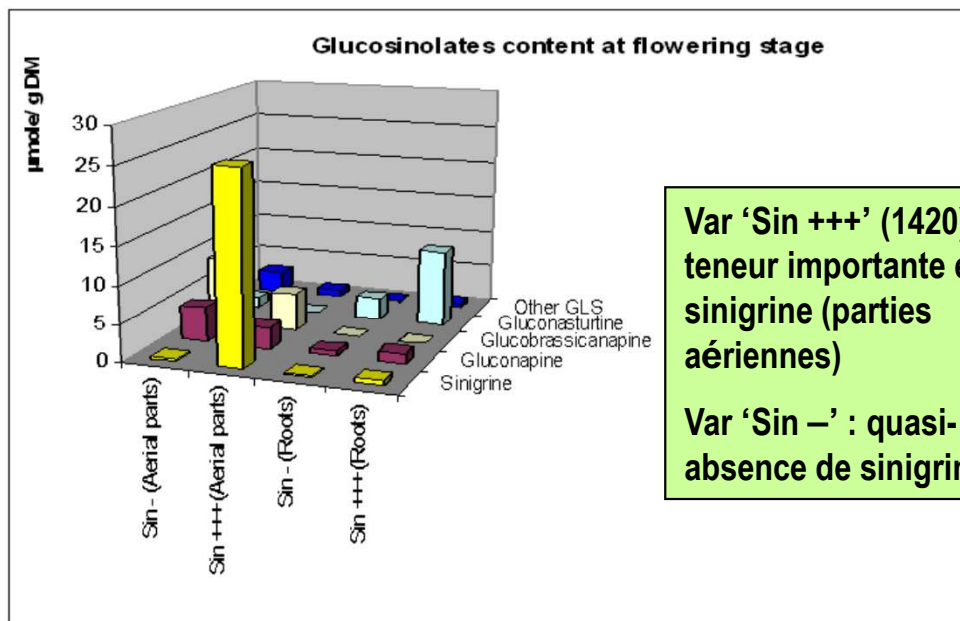 Glucosinolates content at flowering stage
µmole/ g DM
30
25
20
15
10
5
0
Other GLS
Gluconasturtine
Glucobrassicanapine
Gluconapine
Sinigrine
Sin - (Aerial parts)
Sin +++ (Aerial parts)
Sin - (Roots)
Sin +++ (Roots)
Var ‘Sin +++’ (1420)
teneur importante
sinigrine (parties
aériennes)
Var ‘Sin –’ : quasi-
absence de